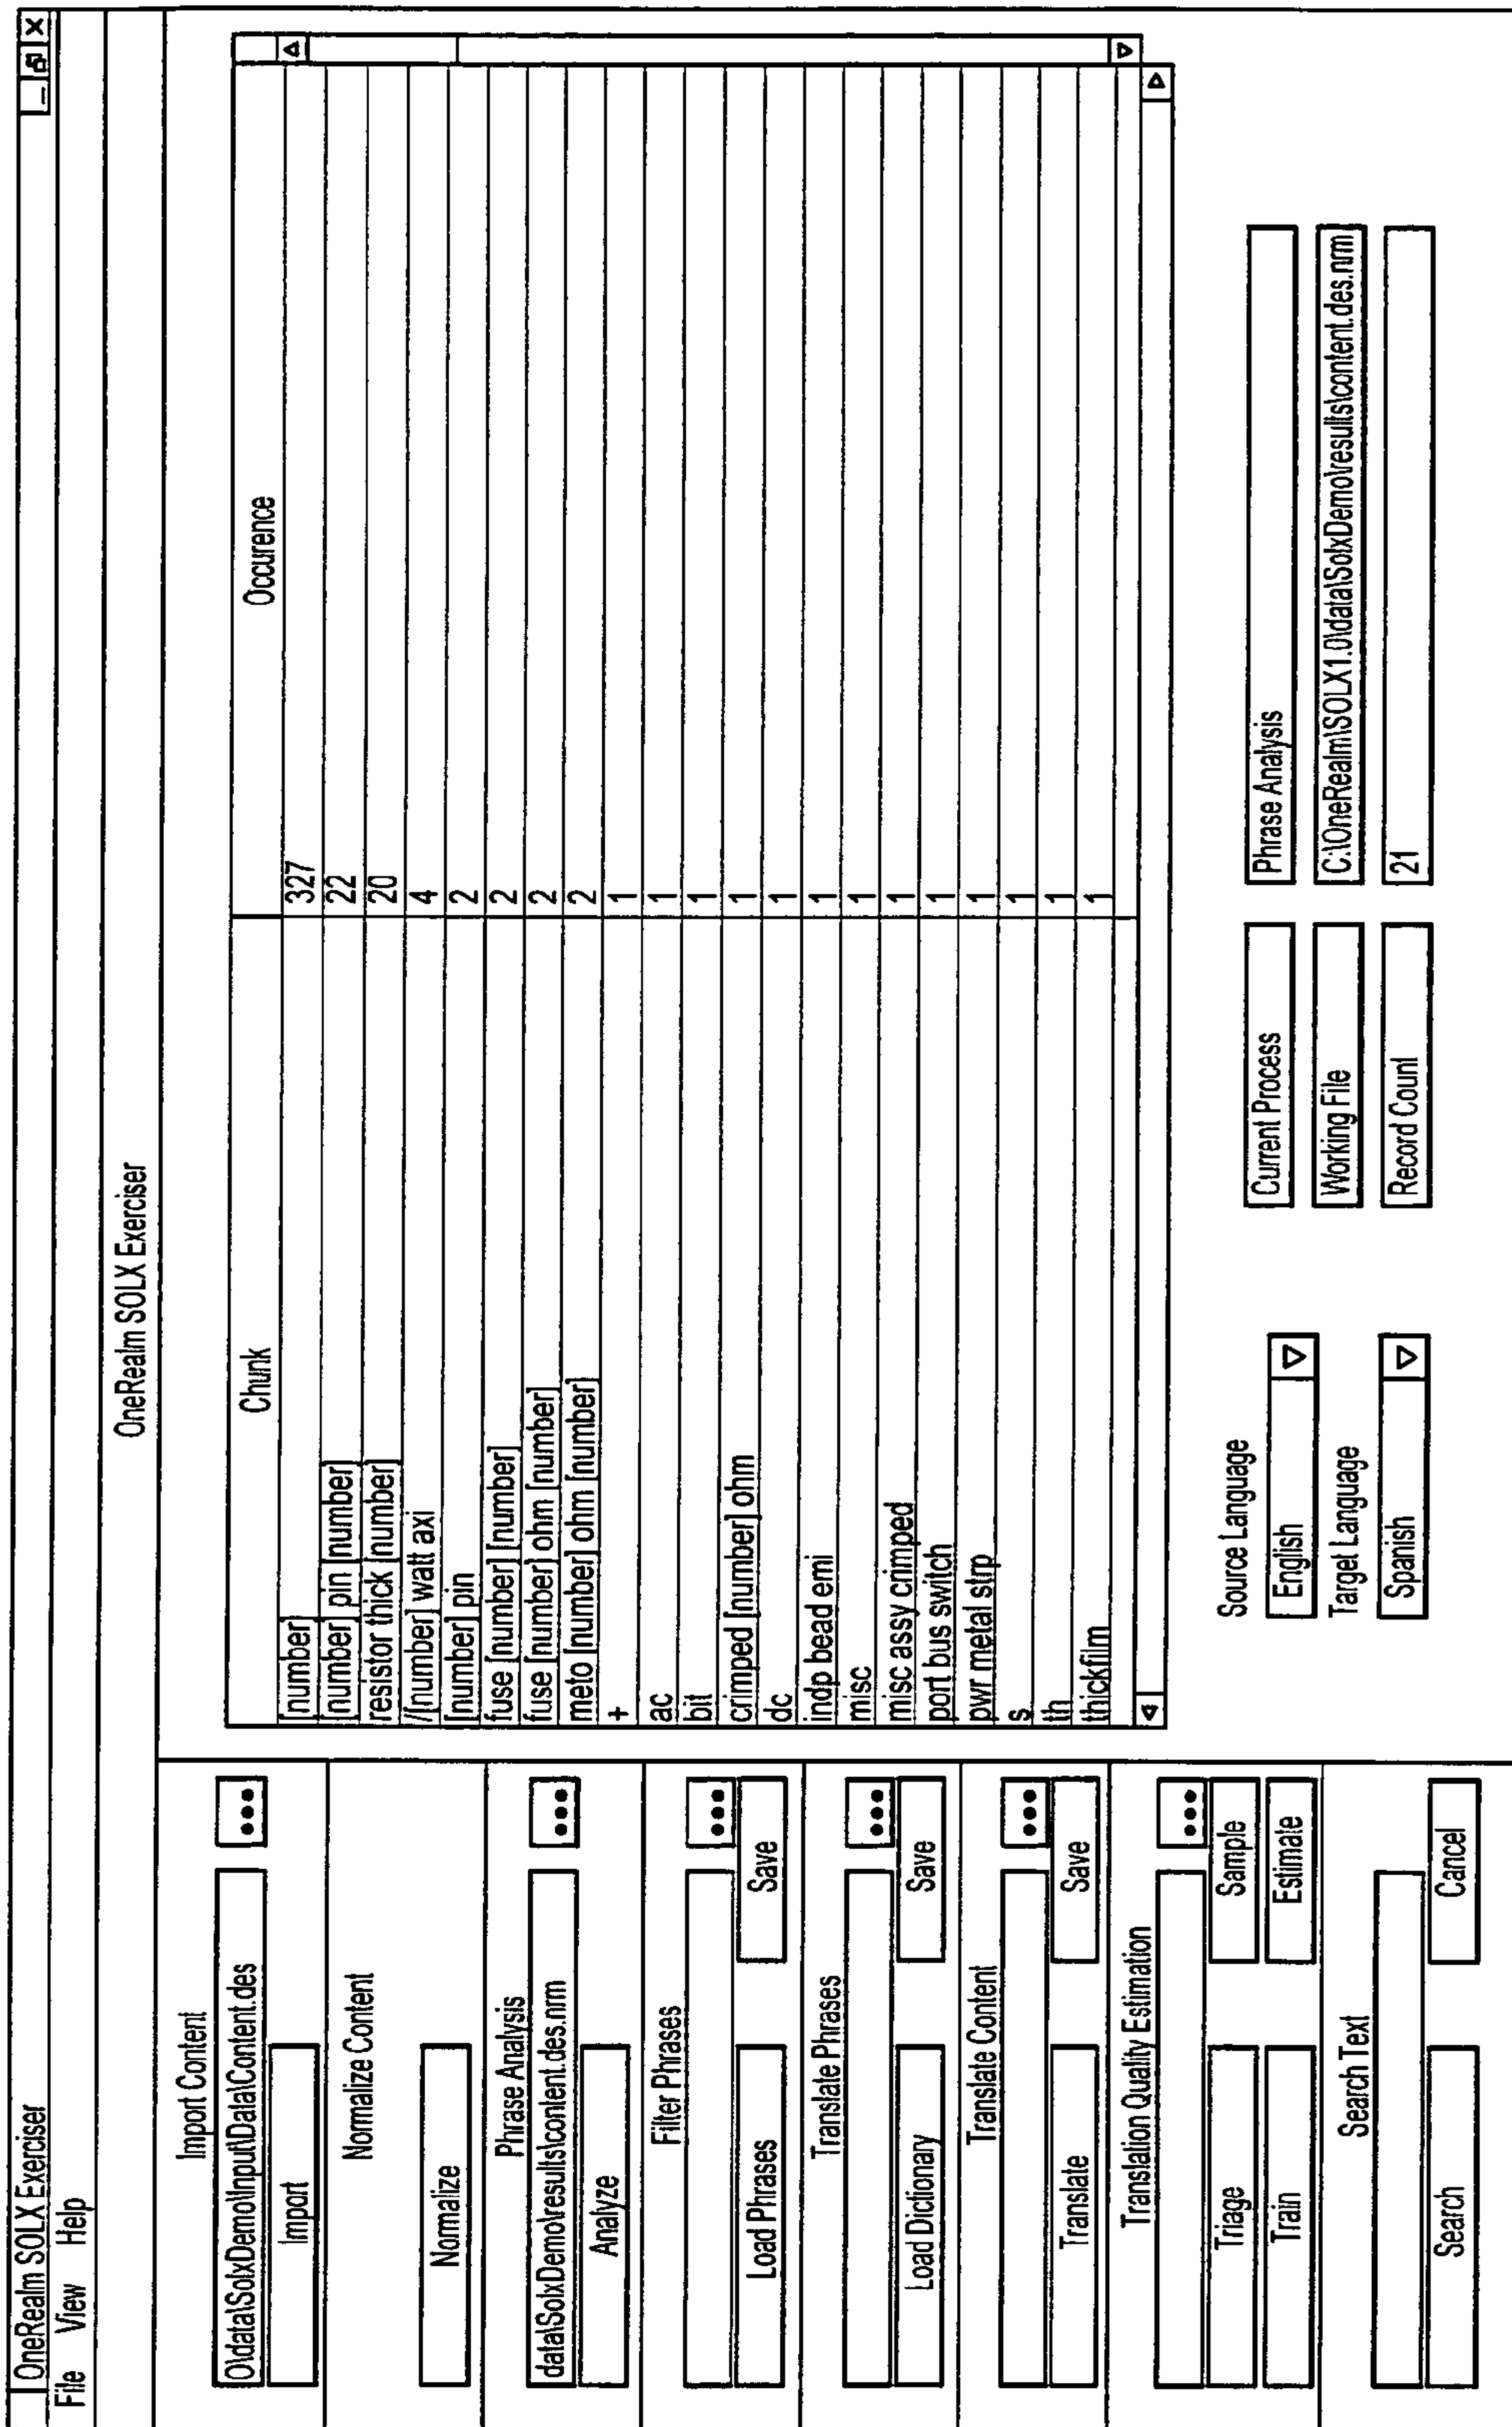 OneRealm SOLX Exerciser
File View Help
OneRealm SOLX Exerciser
Import Content
0\data\SolxDemo\Input\Data\Content.des
•••
Import
Normalize Content
Normalize
Phrase Analysis
data\SolxDemo\results\content.des.nrm
•••
Analyze
Filter Phrases
•••
Load Phrases Save
Translate Phrases
•••
Load Dictionary Save
Translate Content
•••
Translate Save
Translation Quality Estimation
•••
Triage Sample
Train Estimate
Search Text
Search Cancel
Chunk Occurence
[number] 327
[number] pin [number] 22
resistor thick [number] 20
//[number] watt axi 4
[number] pin 2
fuse [number] [number] 2
fuse [number] ohm [number] 2
meto [number] ohm [number] 2
+ 1
ac 1
bit 1
crimped [number] ohm 1
dc 1
indp bead emi 1
misc 1
misc assy crimped 1
port bus switch 1
pwr metal strp 1
s 1
th 1
thickfilm 1
Source Language
English
Target Language
Spanish
Current Process Phrase Analysis
Working File C:\OneRealm\SOLX1.0\data\SolxDemo\results\content.des.nrm
Record Count 21